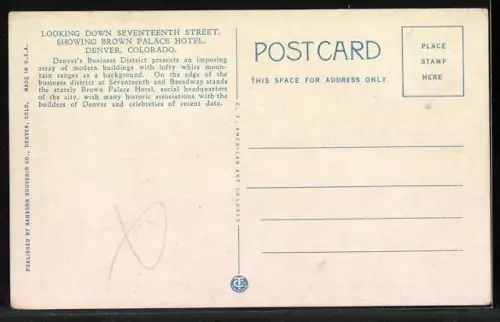 LOOKING DOWN SEVENTEENTH STREET,
SHOWING BROWN PALACE HOTEL,
DENVER, COLORADO.
Denver's Business District presents an imposing
array of modern buildings with lofty white moun-
tain ranges as a background. On the edge of the
business district at Seventeenth and Broadway stands
the stately Brown Palace Hotel, social headquarters
of the city, with many historic associations with the
builders of Denver and celebreties of recent date.
PUBLISHED BY SANBORN SOUVENIR CO., DENVER, COLO. MADE IN U.S.A.
C. T. AMERICAN ART COLORED
POST CARD
THIS SPACE FOR ADDRESS ONLY.
PLACE
STAMP
HERE